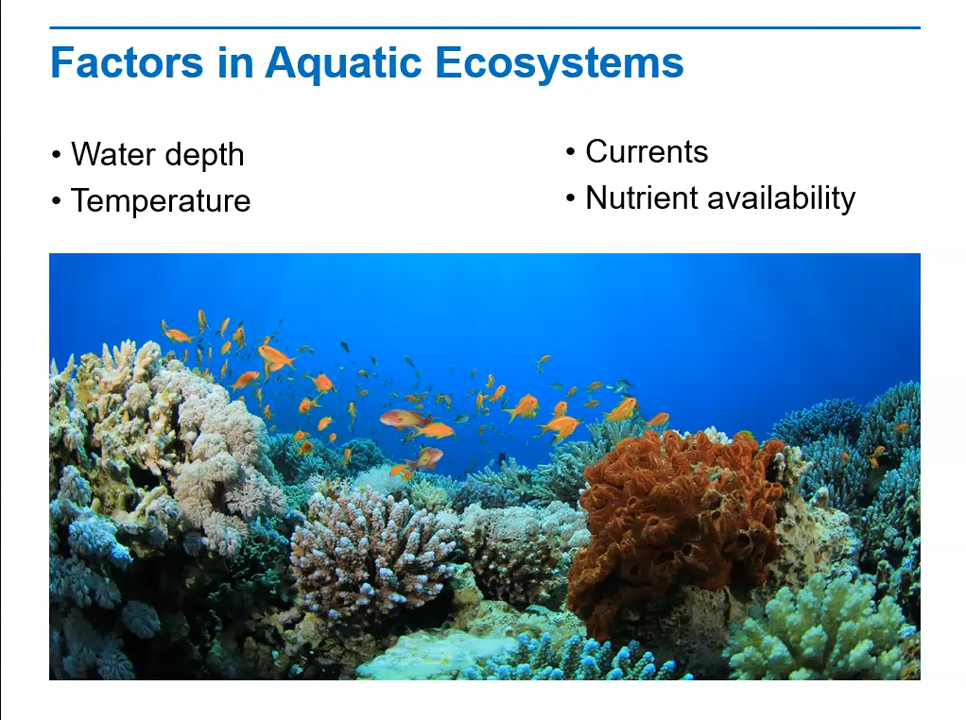 Factors in Aquatic Ecosystems
• Water depth
• Temperature
• Currents
• Nutrient availability